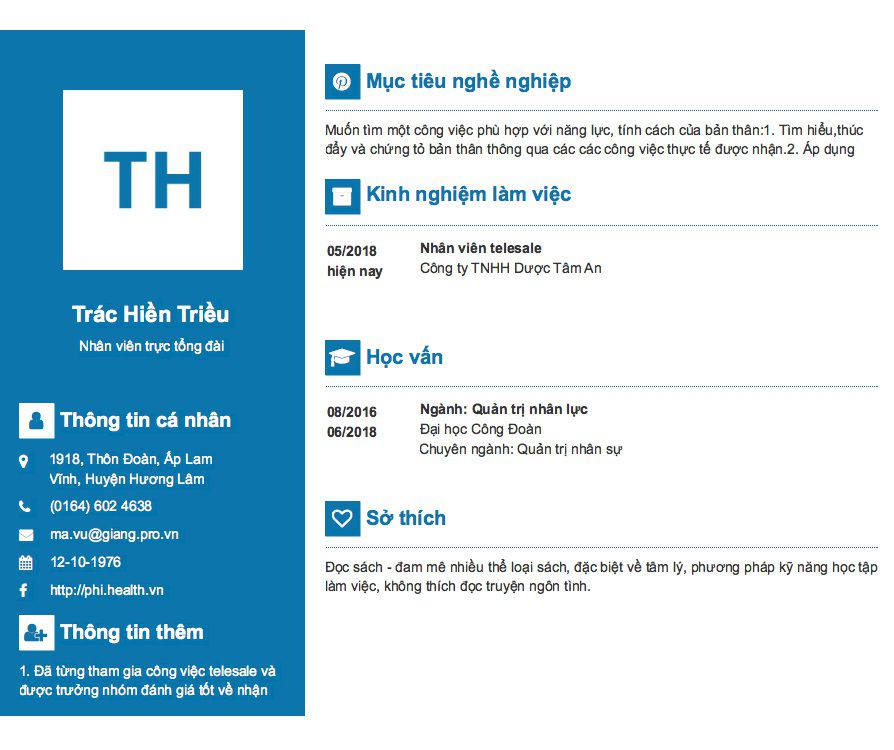 TH
Trác Hiền Triều
Nhân viên trực tổng đài
Thông tin cá nhân
1918, Thôn Đoàn, Ấp Lam
Vĩnh, Huyện Hương Lâm
(0164) 602 4638
ma.vu@giang.pro.vn
12-10-1976
http://phi.health.vn
Thông tin thêm
1. Đã từng tham gia công việc telesale và
được trưởng nhóm đánh giá tốt về nhận
Mục tiêu nghề nghiệp
Muốn tìm một công việc phù hợp với năng lực, tính cách của bản thân:1. Tìm hiểu,thúc
đẩy và chứng tỏ bản thân thông qua các các công việc thực tế được nhận.2. Áp dụng
Kinh nghiệm làm việc
05/2018 Nhân viên telesale
hiện nay Công ty TNHH Dược Tâm An
Học vấn
08/2016 Ngành: Quản trị nhân lực
06/2018 Đại học Công Đoàn
Chuyên ngành: Quản trị nhân sự
Sở thích
Đọc sách - đam mê nhiều thể loại sách, đặc biệt về tâm lý, phương pháp kỹ năng học tập
làm việc, không thích đọc truyện ngôn tình.